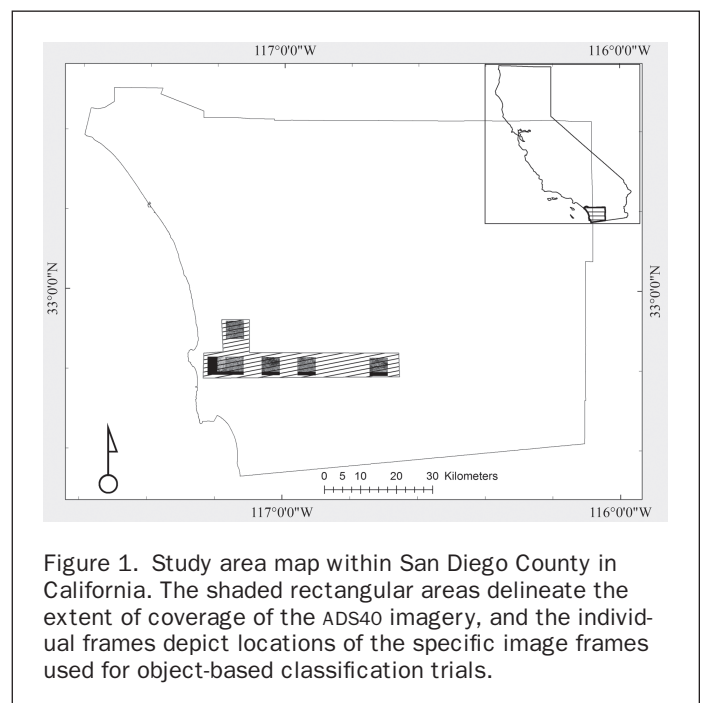 117°0'0"W 116°0'0"W
33°0'0"N 33°0'0"N
0 5 10 20 30 Kilometers
117°0'0"W 116°0'0"W
Figure 1. Study area map within San Diego County in
California. The shaded rectangular areas delineate the
extent of coverage of the ADS40 imagery, and the individ-
ual frames depict locations of the specific image frames
used for object-based classification trials.